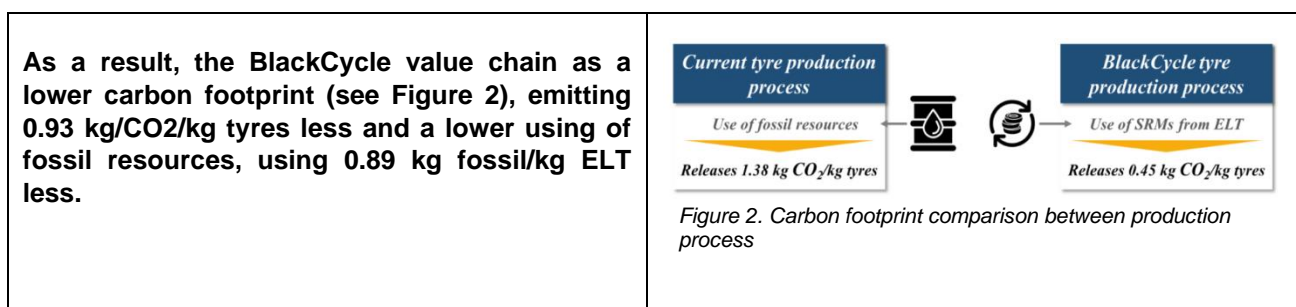 As a result, the BlackCycle value chain as a
lower carbon footprint (see Figure 2), emitting
0.93 kg/CO2/kg tyres less and a lower using of
fossil resources, using 0.89 kg fossil/kg ELT
less.
Current tyre production
process
Use of fossil resources
Releases 1.38 kg CO₂/kg tyres
BlackCycle tyre
production process
Use of SRMs from ELT
Releases 0.45 kg CO₂/kg tyres
Figure 2. Carbon footprint comparison between production
process